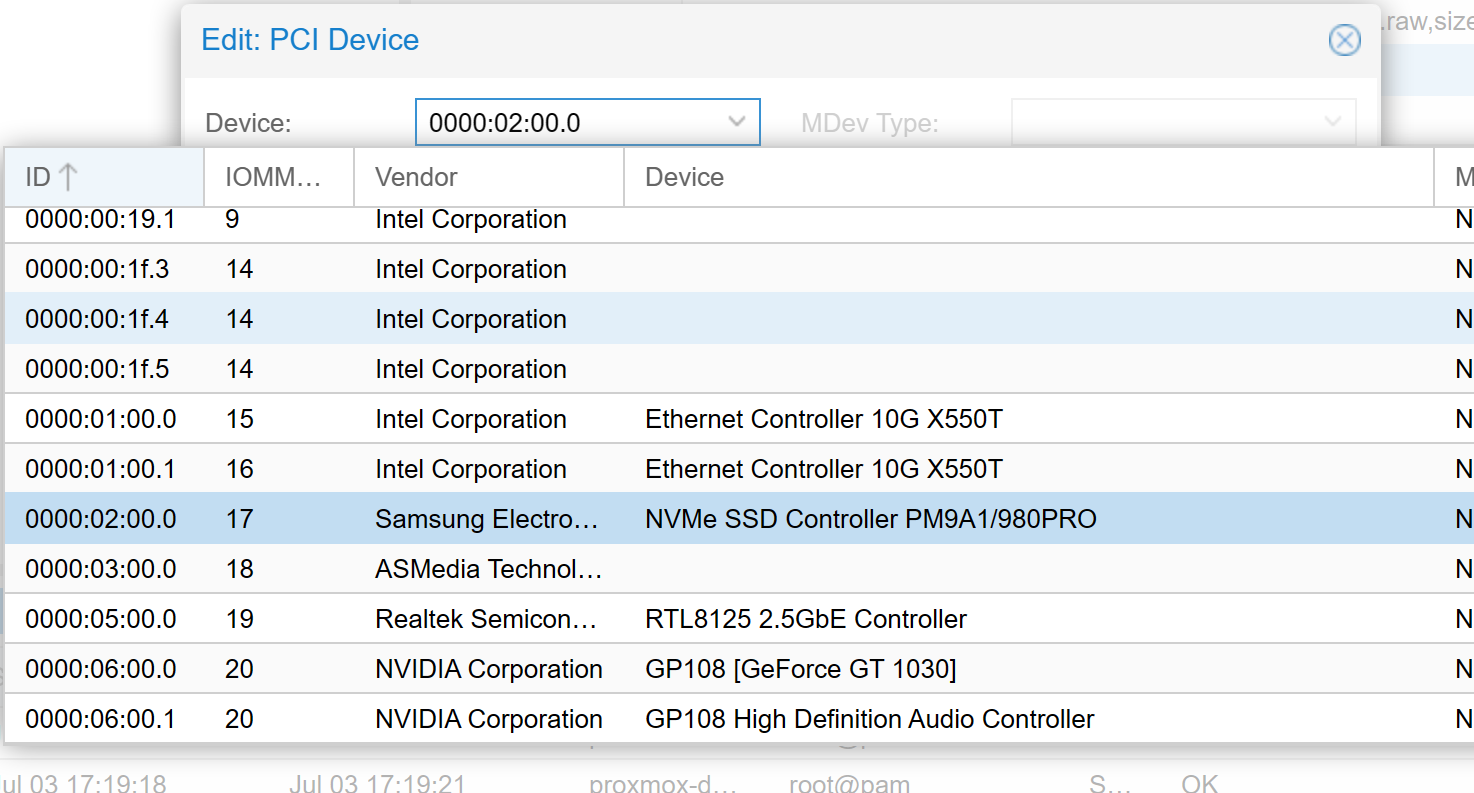 .raw,size
Edit: PCI Device
Device: 0000:02:00.0 MDev Type:
ID IOMM… Vendor Device M
0000:00:19.1 9 Intel Corporation N
0000:00:1f.3 14 Intel Corporation N
0000:00:1f.4 14 Intel Corporation N
0000:00:1f.5 14 Intel Corporation N
0000:01:00.0 15 Intel Corporation Ethernet Controller 10G X550T N
0000:01:00.1 16 Intel Corporation Ethernet Controller 10G X550T N
0000:02:00.0 17 Samsung Electro… NVMe SSD Controller PM9A1/980PRO N
0000:03:00.0 18 ASMedia Technol… N
0000:05:00.0 19 Realtek Semicon… RTL8125 2.5GbE Controller N
0000:06:00.0 20 NVIDIA Corporation GP108 [GeForce GT 1030] N
0000:06:00.1 20 NVIDIA Corporation GP108 High Definition Audio Controller N
ul 03 17:19:18 Jul 03 17:19:21 proxmox-d… root@pam S… OK